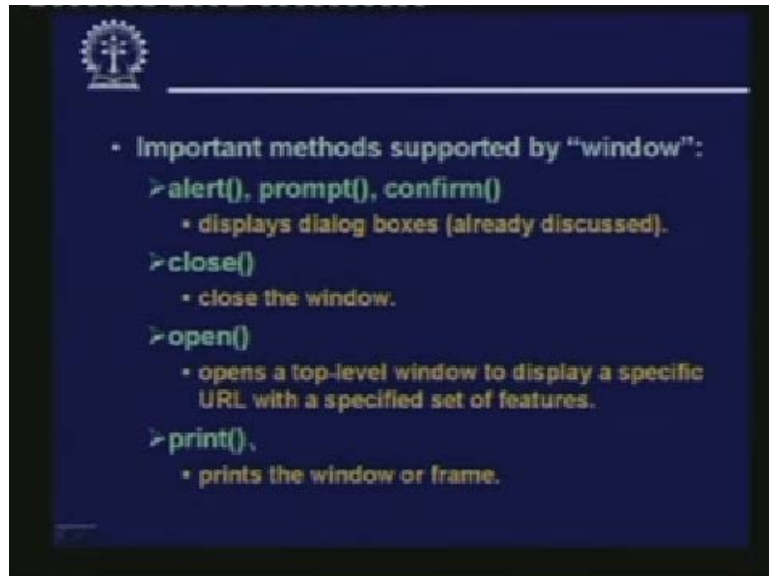 • Important methods supported by “window”:
➢alert(), prompt(), confirm()
▪ displays dialog boxes (already discussed).
➢close()
▪ close the window.
➢open()
▪ opens a top-level window to display a specific
URL with a specified set of features.
➢print(),
▪ prints the window or frame.